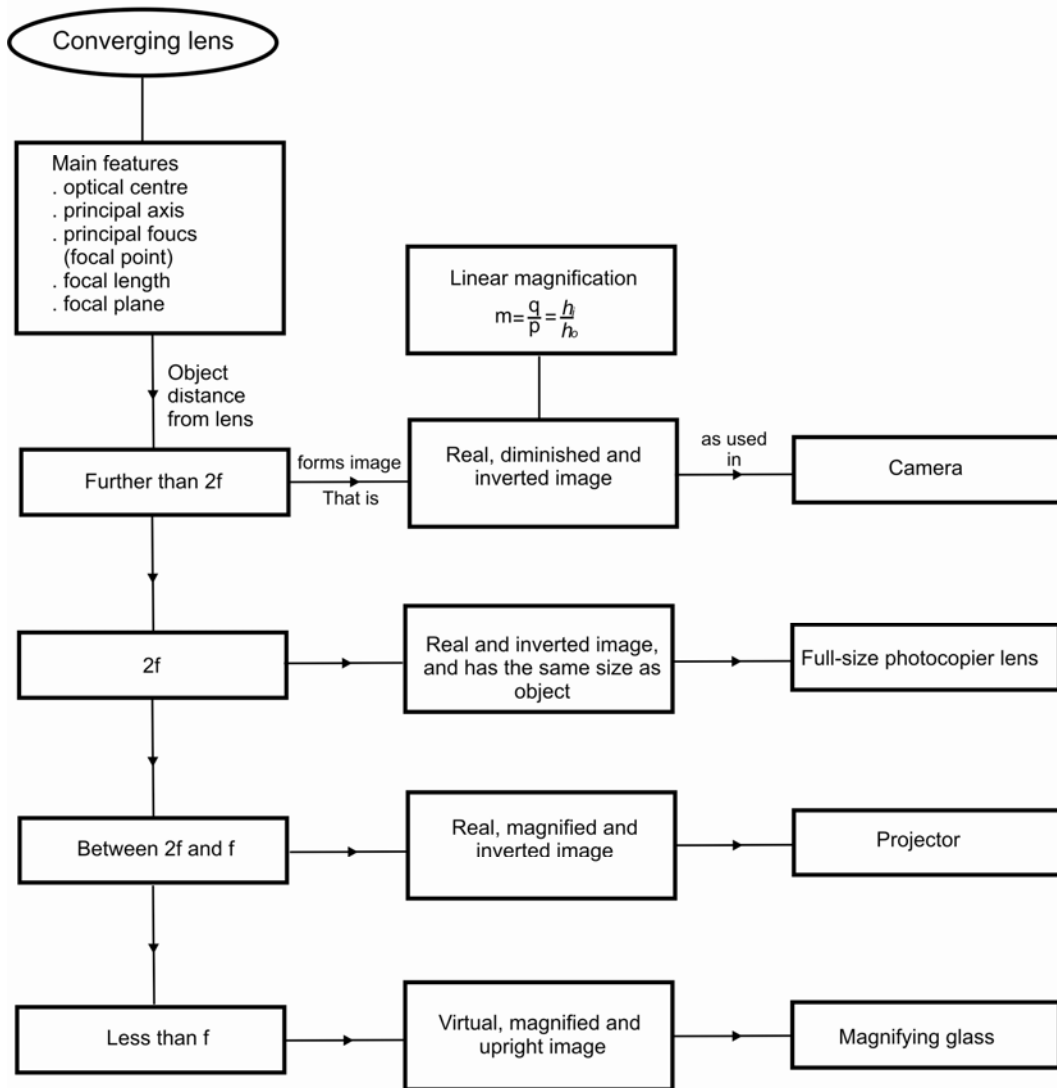 Converging lens
Main features
. optical centre
. principal axis
. principal foucs
(focal point)
. focal length
. focal plane
Linear magnification
m=q/p=hᵢ/hₒ
Object
distance
from lens
Further than 2f
forms image
That is
Real, diminished and
inverted image
as used
in
Camera
2f
Real and inverted image,
and has the same size as
object
Full-size photocopier lens
Between 2f and f
Real, magnified and
inverted image
Projector
Less than f
Virtual, magnified and
upright image
Magnifying glass